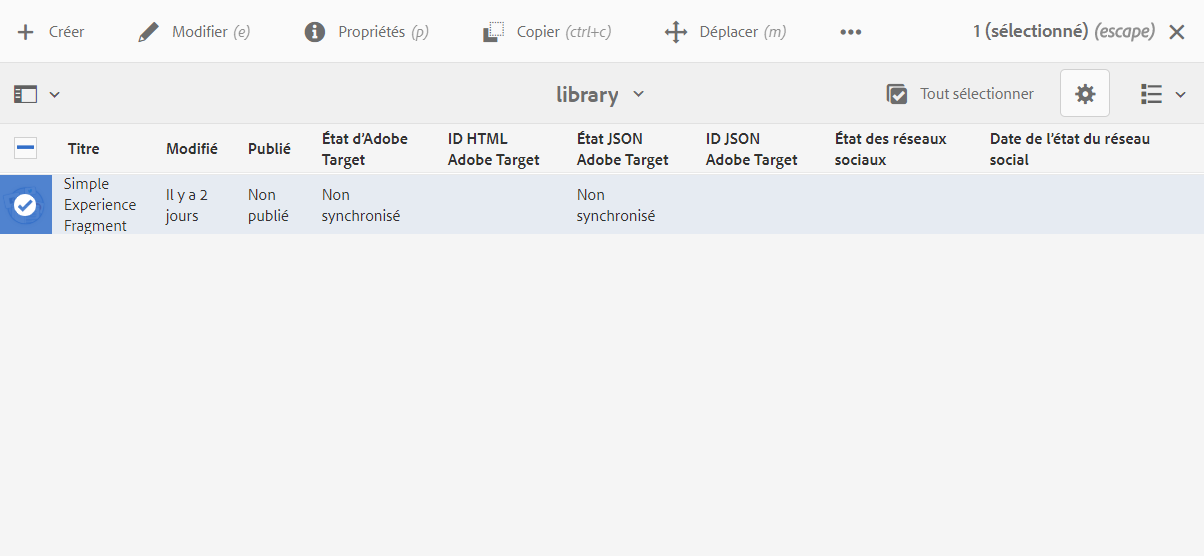 Créer
Modifier (e)
Propriétés (p)
Copier (ctrl+c)
Déplacer (m)
1 (sélectionné) (escape)
library
Tout sélectionner
Titre
Modifié
Publié
État d’Adobe
Target
ID HTML
Adobe Target
État JSON
Adobe Target
ID JSON
Adobe Target
État des réseaux
sociaux
Date de l’état du réseau
social
Simple
Experience
Fragment
Il y a 2
jours
Non
publié
Non
synchronisé
Non
synchronisé